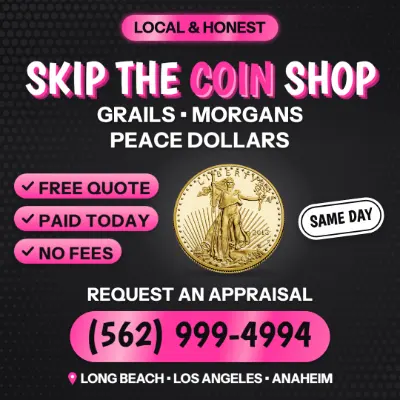 LOCAL & HONEST
SKIP THE COIN SHOP
GRAILS • MORGANS
PEACE DOLLARS
✓ FREE QUOTE
✓ PAID TODAY
✓ NO FEES
LIBERTY
SAME DAY
REQUEST AN APPRAISAL
(562) 999-4994
LONG BEACH • LOS ANGELES • ANAHEIM